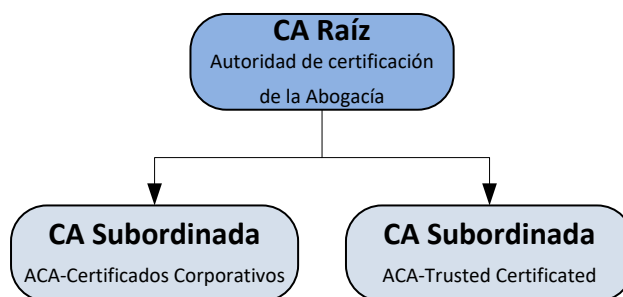 CA Raíz
Autoridad de certificación
de la Abogacía
CA Subordinada
ACA-Certificados Corporativos
CA Subordinada
ACA-Trusted Certificated